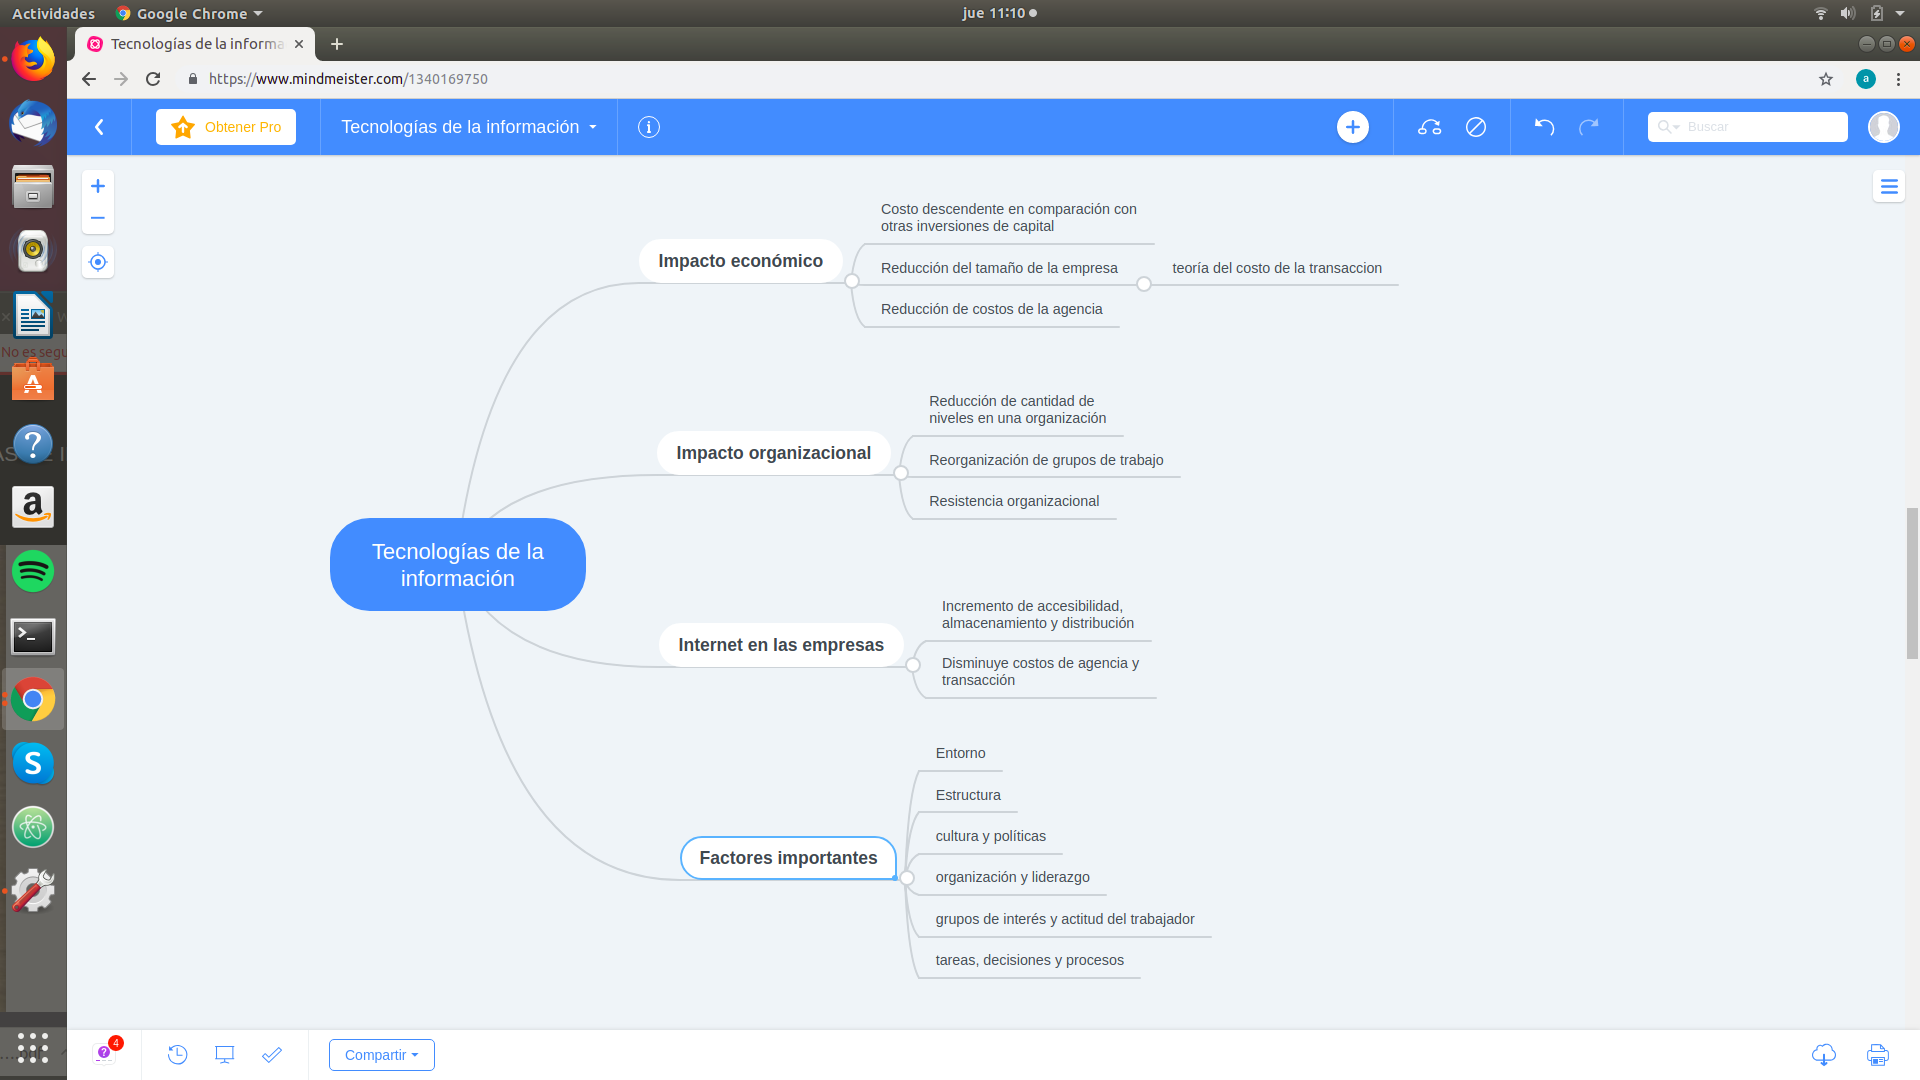 Actividades
Google Chrome
jue 11:10
Tecnologías de la informa
https://www.mindmeister.com/1340169750
a
Obtener Pro
Tecnologías de la información
Buscar
Costo descendente en comparación con
otras inversiones de capital
Impacto económico
Reducción del tamaño de la empresa
teoría del costo de la transaccion
Reducción de costos de la agencia
No es segu
Reducción de cantidad de
niveles en una organización
Impacto organizacional
Reorganización de grupos de trabajo
Resistencia organizacional
Tecnologías de la
información
Incremento de accesibilidad,
almacenamiento y distribución
Internet en las empresas
Disminuye costos de agencia y
transacción
Entorno
Estructura
cultura y políticas
Factores importantes
organización y liderazgo
grupos de interés y actitud del trabajador
tareas, decisiones y procesos
4
Compartir